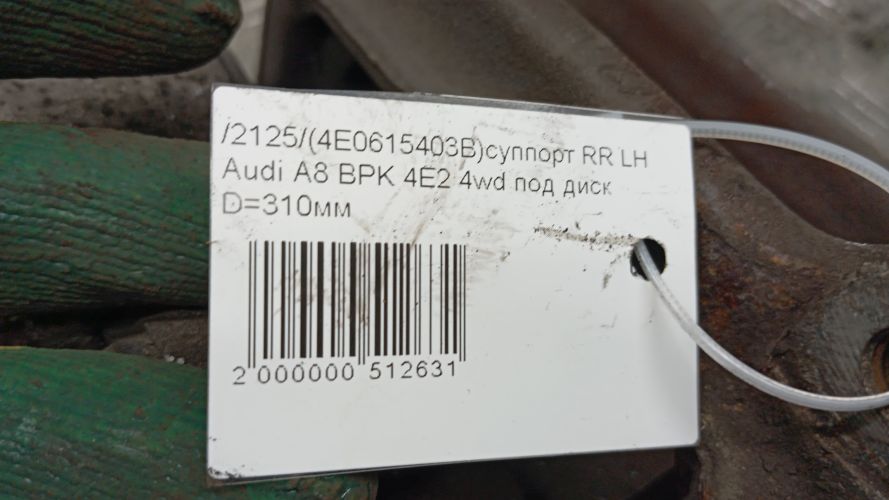 /2125/(4E0615403B)суппорт RR LH
Audi A8 BPK 4E2 4wd под диск
D=310мм
2 000000 512631